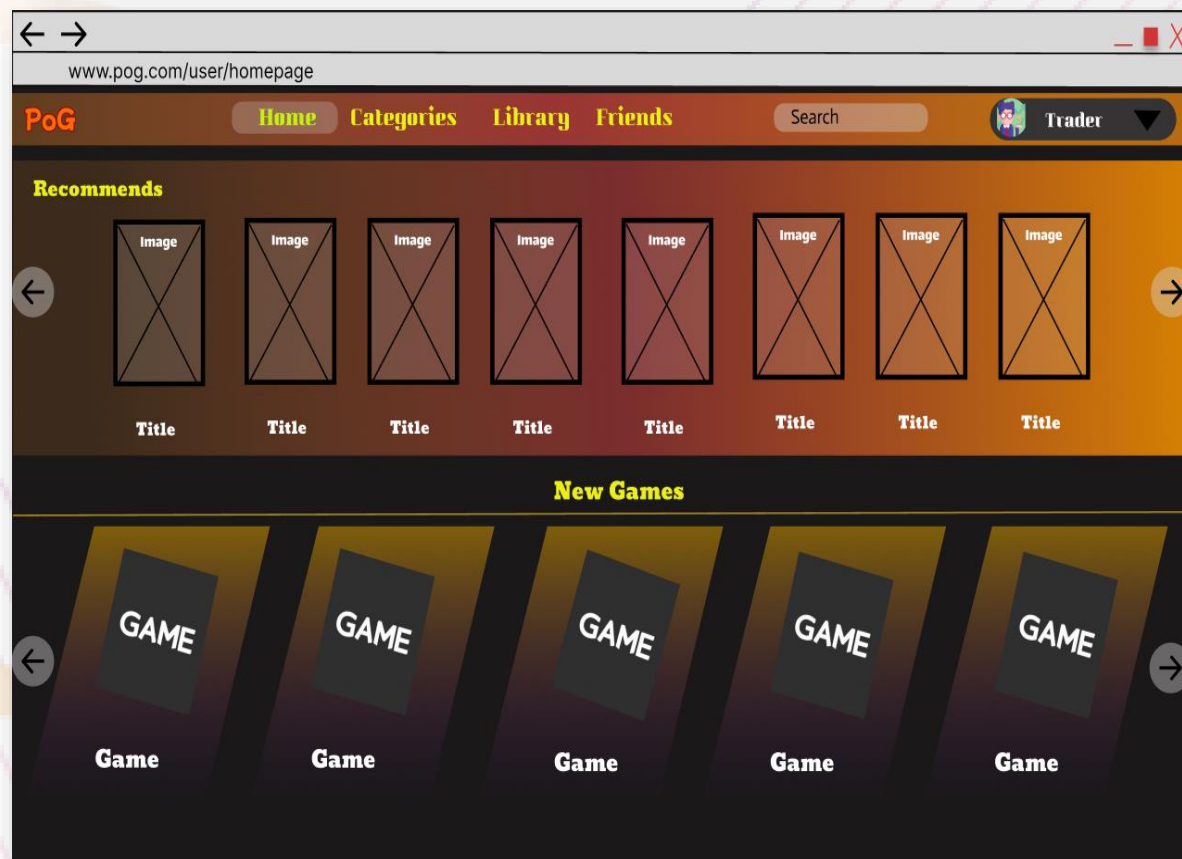 www.pog.com/user/homepage
PoG Home Categories Library Friends Search Trader
Recommends
Image Image Image Image Image Image Image Image
Title Title Title Title Title Title Title Title
New Games
GAME GAME GAME GAME GAME
Game Game Game Game Game